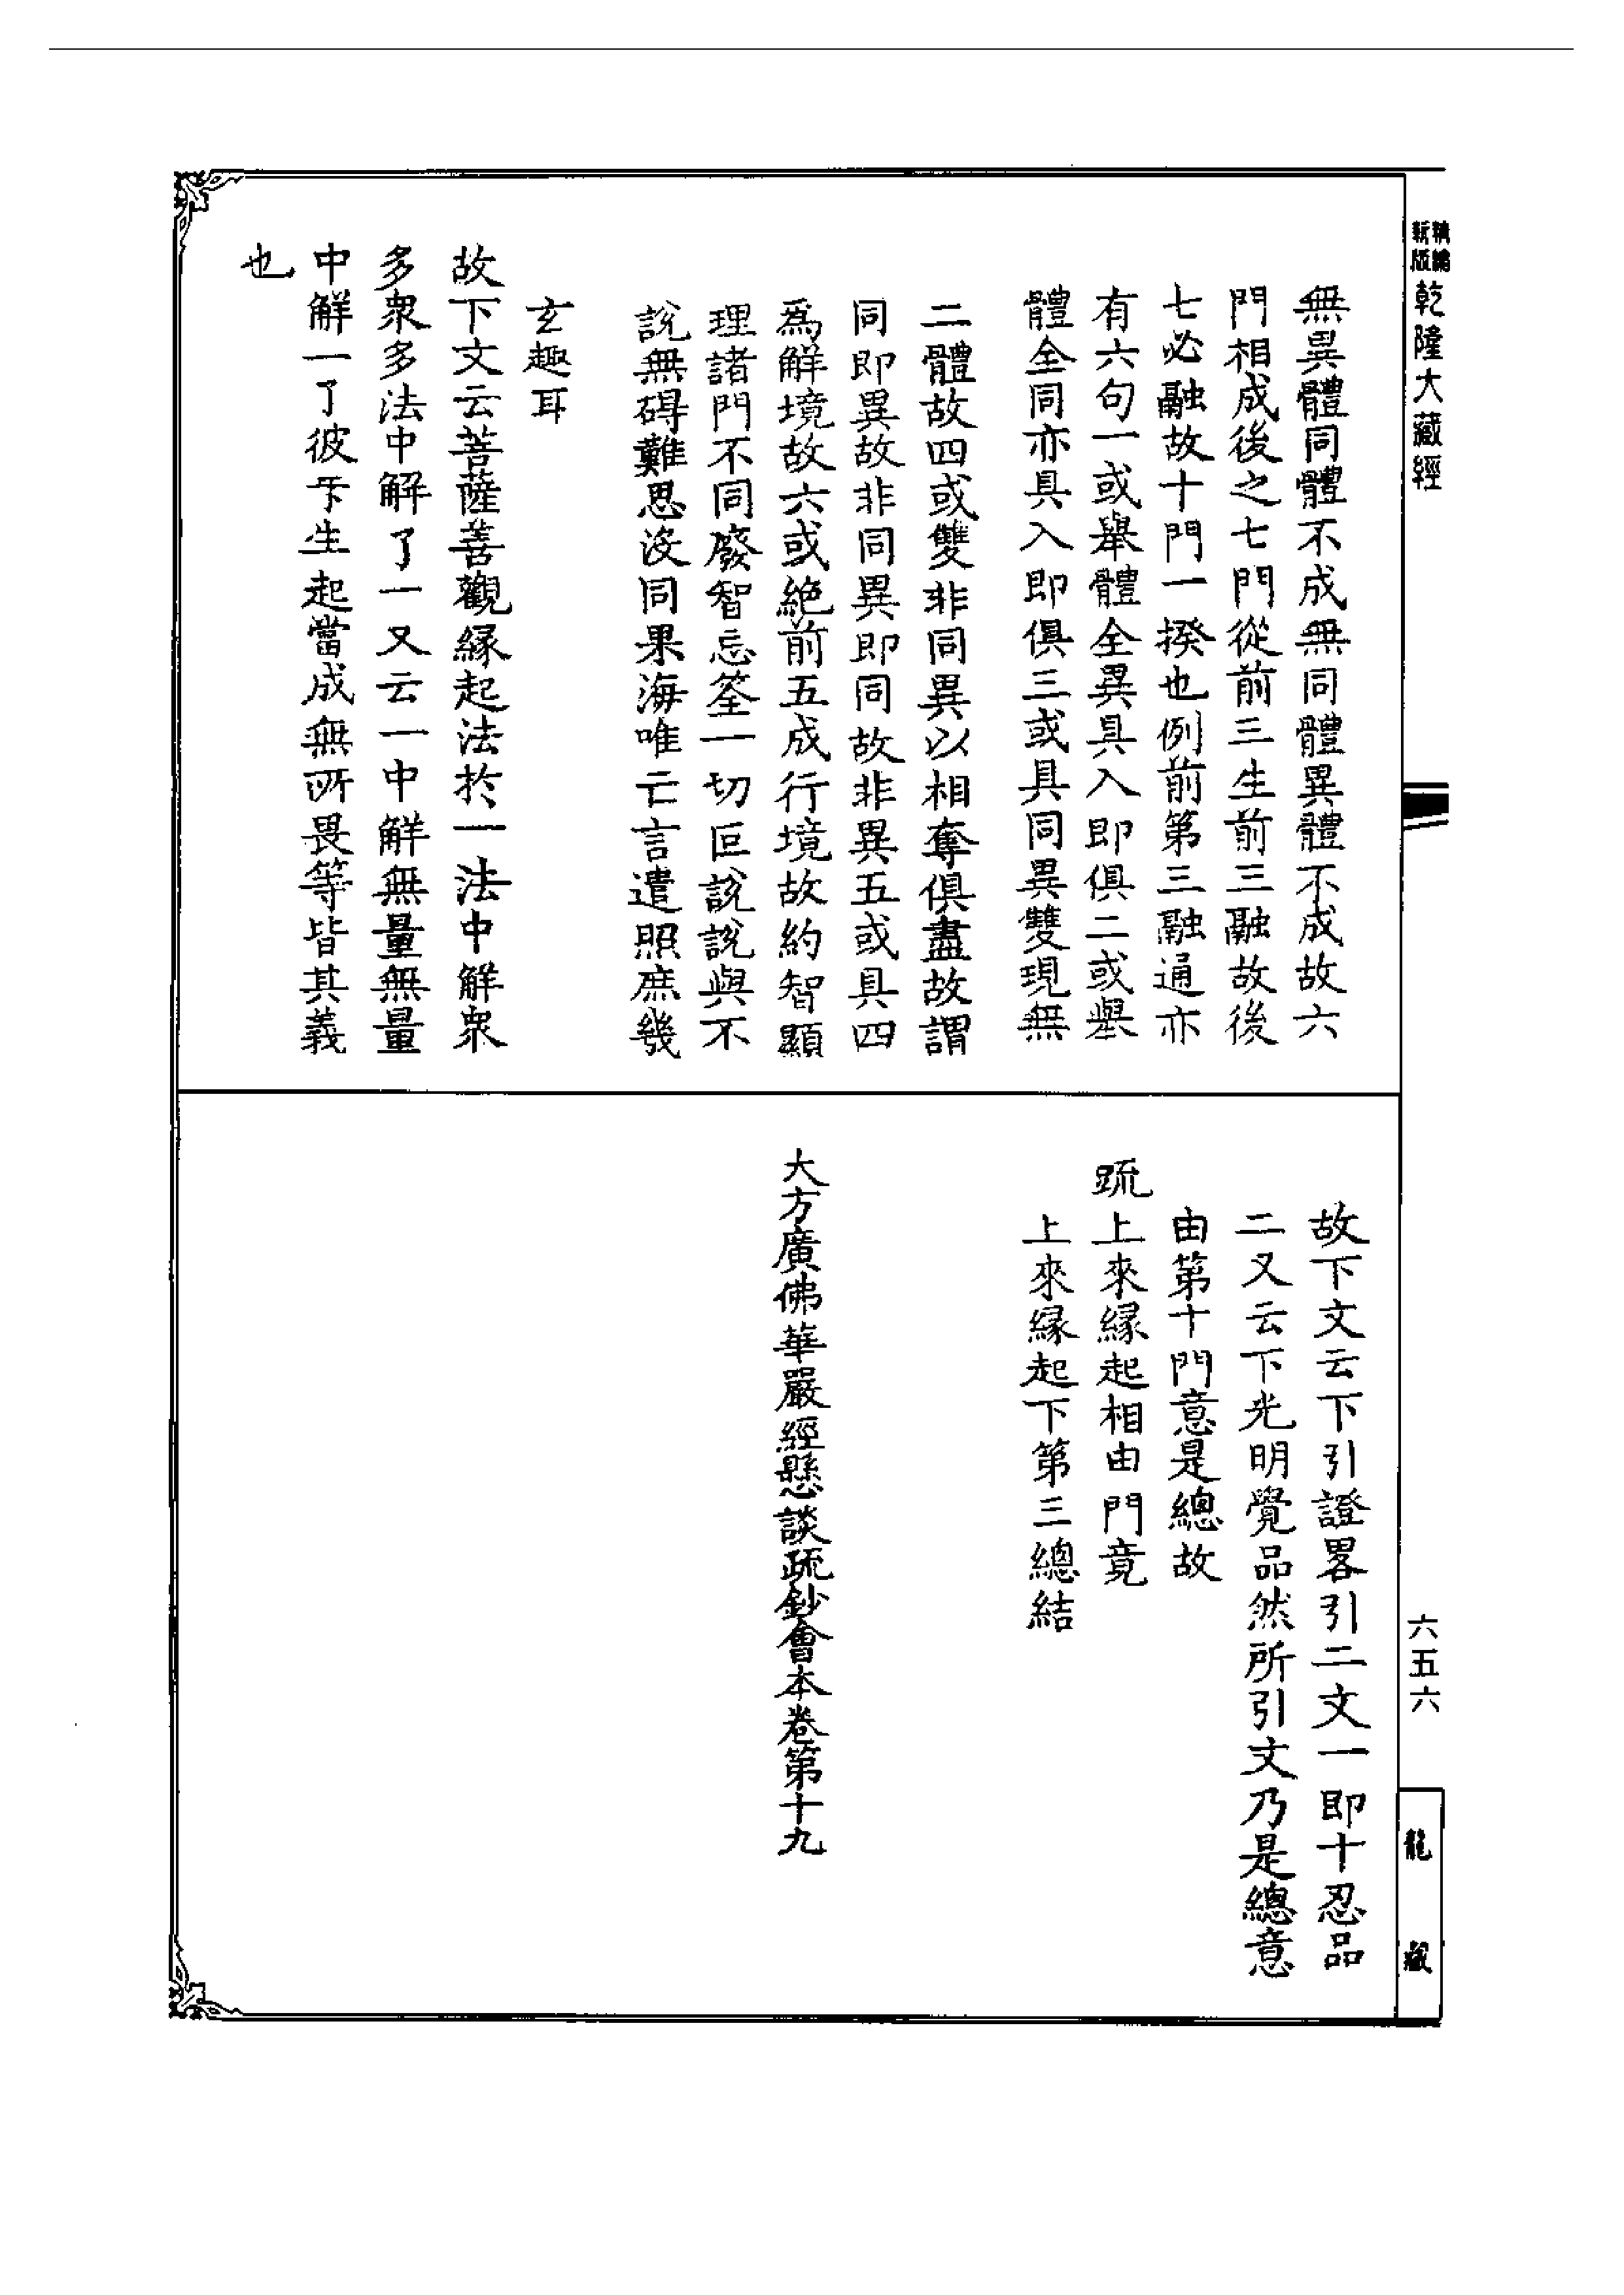 精編
新版
乾隆大藏經
無異體同體不成無同體異體不成故六
門相成後之七門從前三生前三融故後
七必融故十門一揆也例前第三融通亦
有六句一或舉體全異具入即俱二或舉
體全同亦具入即俱三或具同異雙現無
二體故四或雙非同異以相奪俱盡故謂
同即異故非同異即同故非異五或具四
為解境故六或絕前五成行境故約智顯
理諸門不同廢智忘筌一切叵說說與不
說無碍難思沒同果海唯亡言遣照庶幾
玄趣耳
故下文云菩薩善觀緣起法於一法中解眾
多眾多法中解了一又云一中解無量無量
中解一了彼互生起當成無所畏等皆其義
也
故下文云下引證畧引二文一即十忍品
二又云下光明覺品然所引文乃是總意
由第十門意是總故
疏上來緣起相由門竟
上來緣起下第三總結
大方廣佛華嚴經懸談疏鈔會本卷第十九
六五六
龍藏